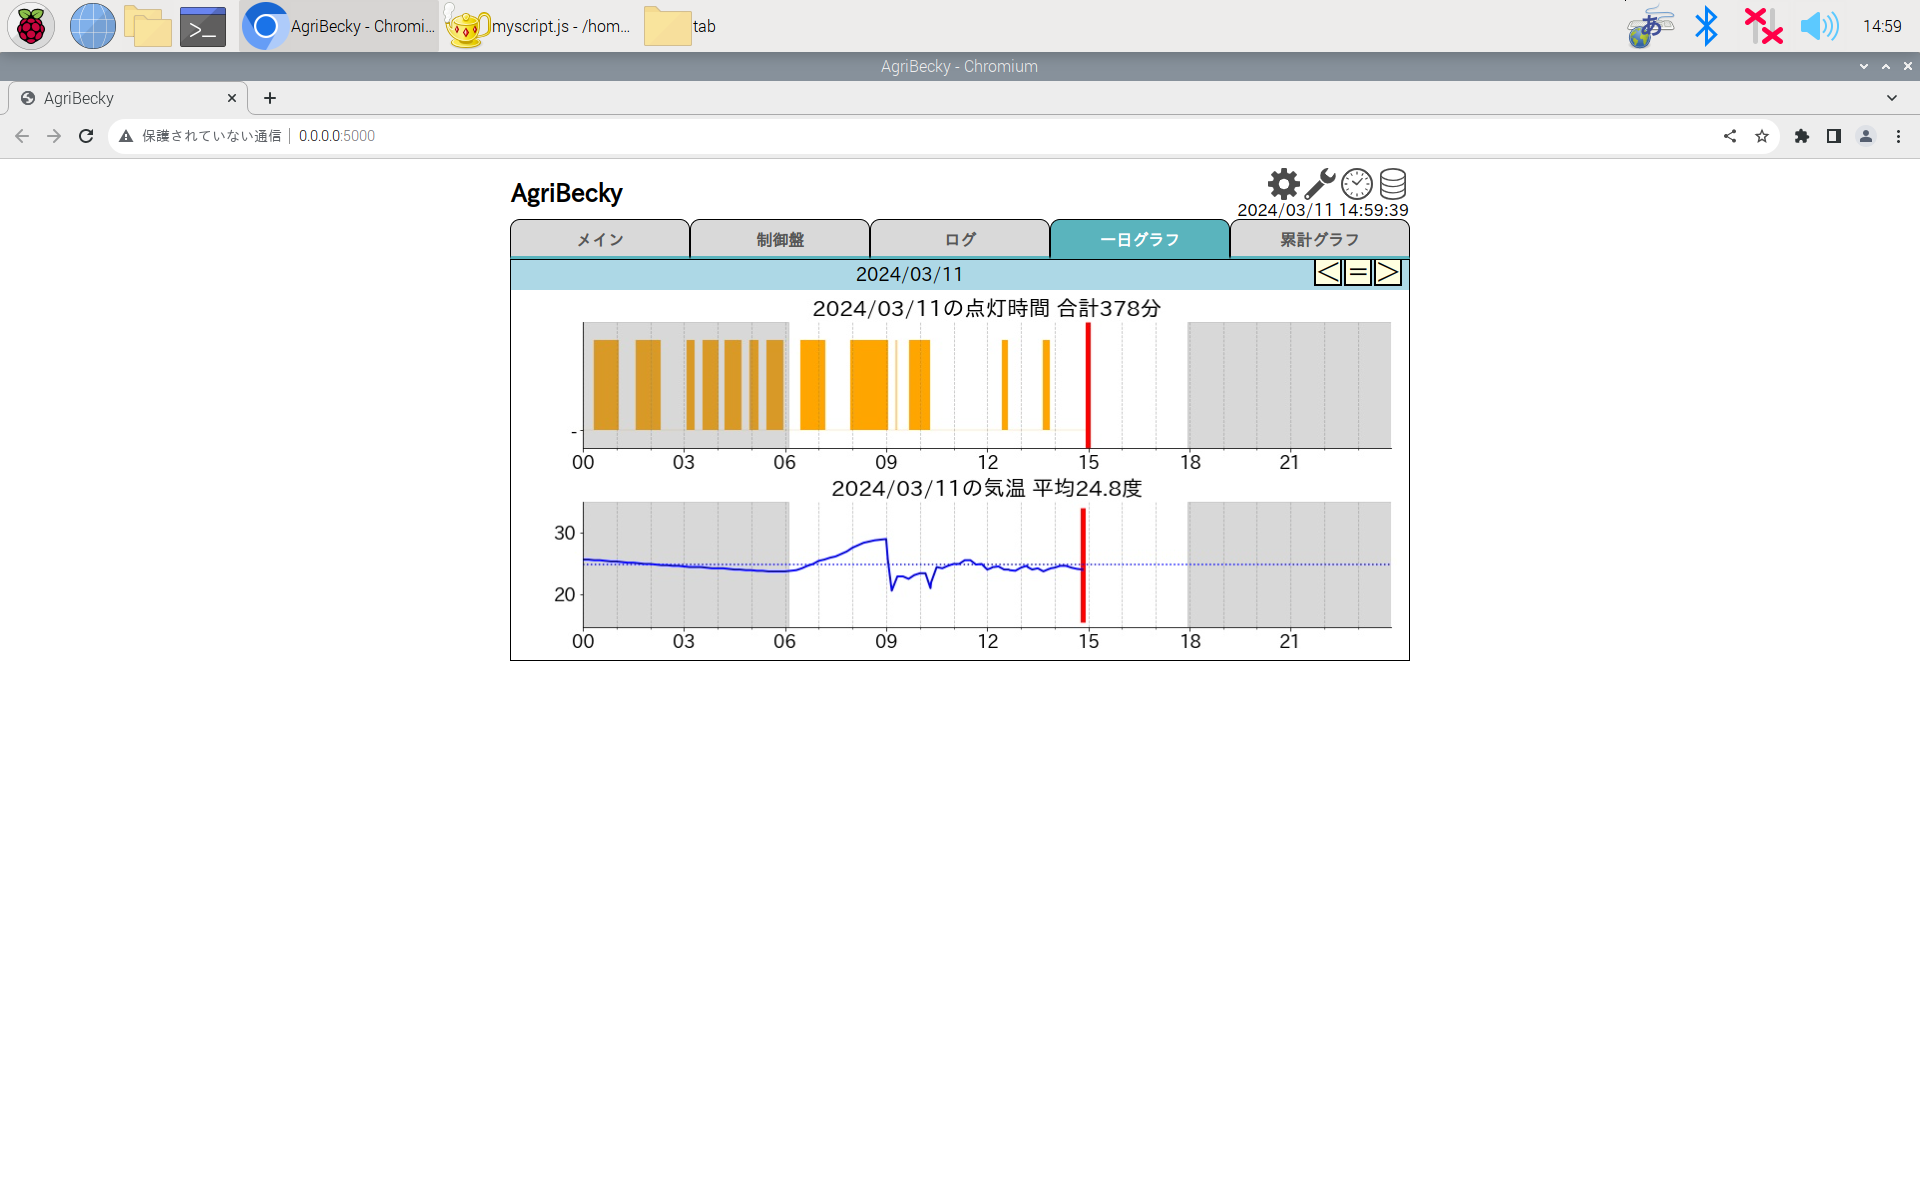 AgriBecky - Chromi...
myscript.js - /hom...
tab
あ
14:59
AgriBecky - Chromium
AgriBecky
保護されていない通信 | 0.0.0.0:5000
AgriBecky
2024/03/11 14:59:39
メイン
制御盤
ログ
一日グラフ
累計グラフ
2024/03/11
< = >
2024/03/11の点灯時間 合計378分
-
00 03 06 09 12 15 18 21
2024/03/11の気温 平均24.8度
30
20
00 03 06 09 12 15 18 21